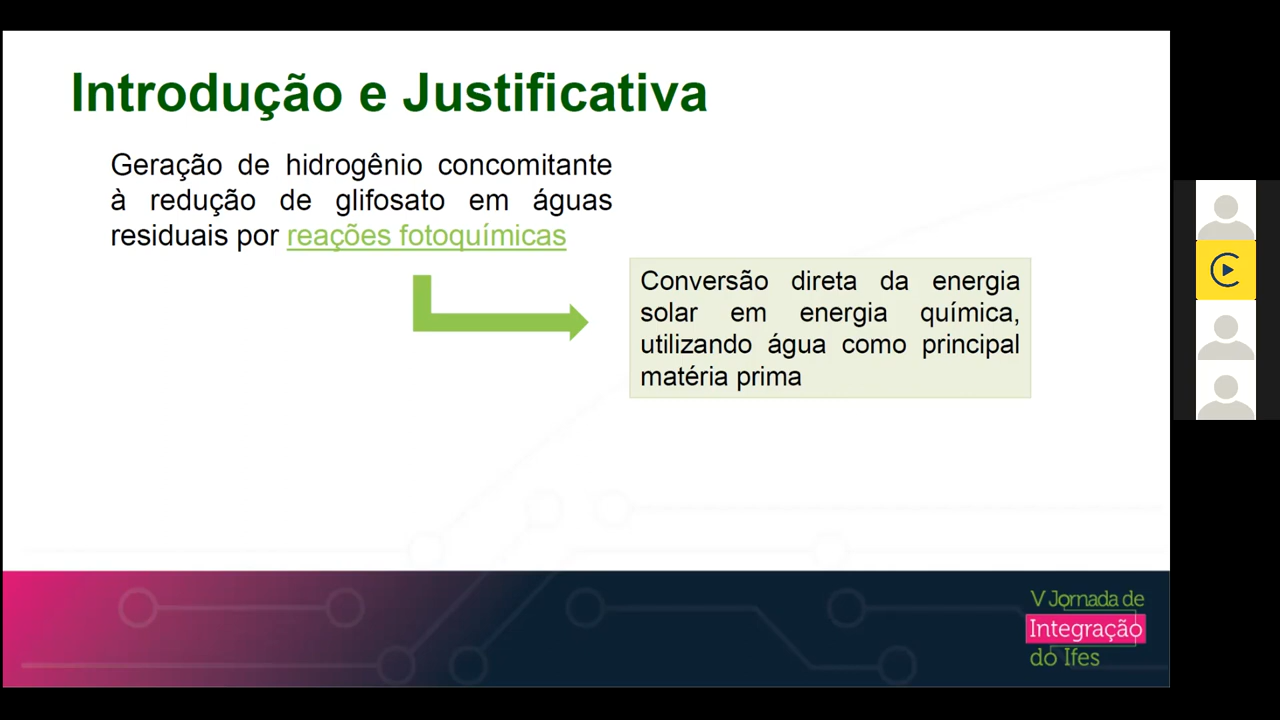 Introdução e Justificativa
Geração de hidrogênio concomitante
à redução de glifosato em águas
residuais por reações fotoquímicas
Conversão direta da energia
solar em energia química,
utilizando água como principal
matéria prima
V Jornada de
Integração
do Ifes